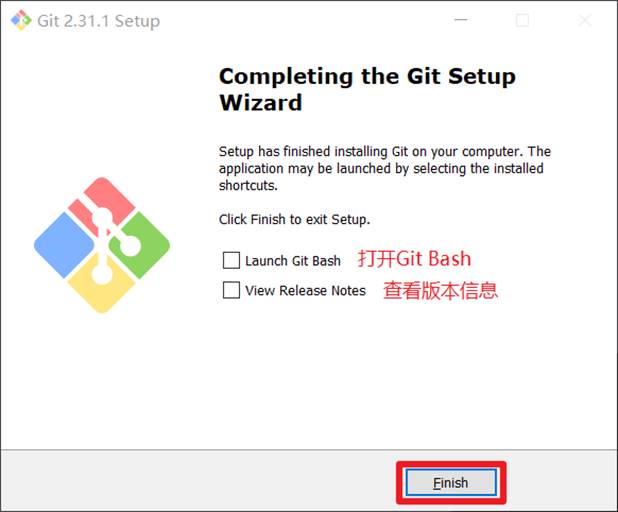 Git 2.31.1 Setup
Completing the Git Setup
Wizard
Setup has finished installing Git on your computer. The
application may be launched by selecting the installed
shortcuts.
Click Finish to exit Setup.
Launch Git Bash 打开Git Bash
View Release Notes 查看版本信息
Finish